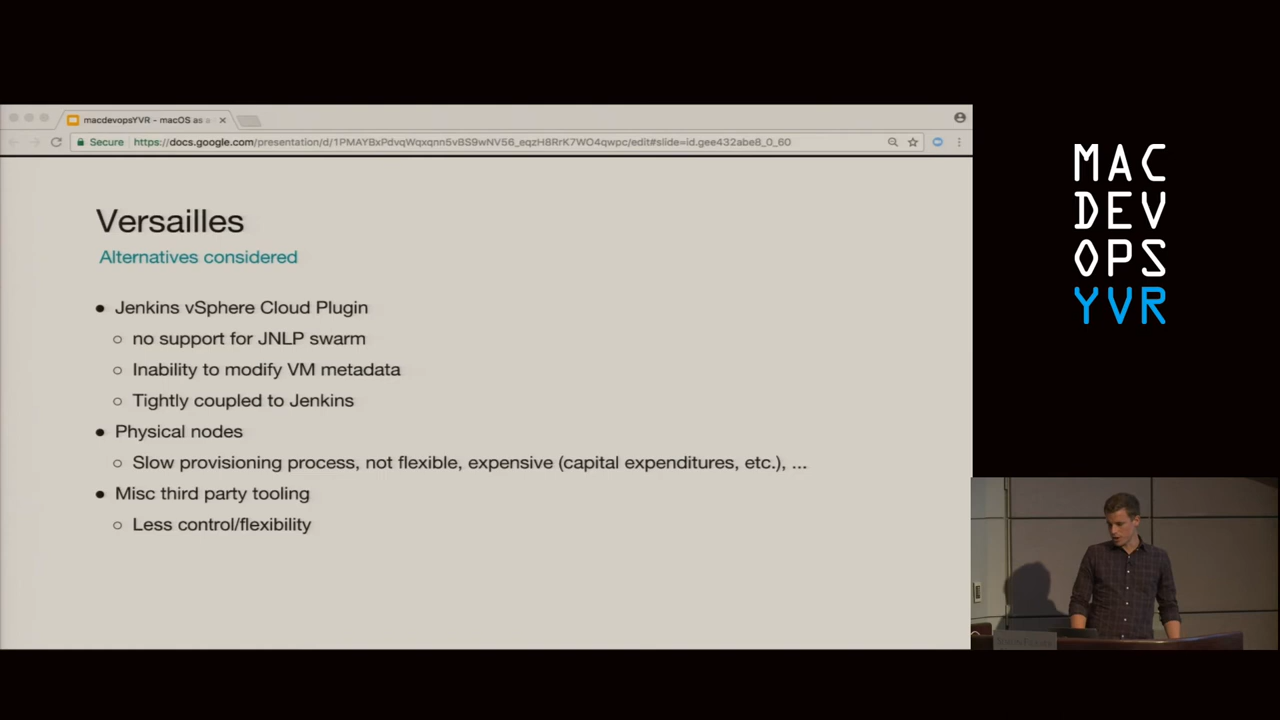 macdevopsYVR - macOS as a
Secure
https://docs.google.com/presentation/d/1PMAYBxPdvqWqxqnn5vBS9wNV56_eqzH8RrK7WO4qwpc/edit#slide=id.gee432abe8_0_60
Versailles
Alternatives considered
● Jenkins vSphere Cloud Plugin
○ no support for JNLP swarm
○ Inability to modify VM metadata
○ Tightly coupled to Jenkins
● Physical nodes
○ Slow provisioning process, not flexible, expensive (capital expenditures, etc.), ...
● Misc third party tooling
○ Less control/flexibility
MAC
DEV
OPS
YVR